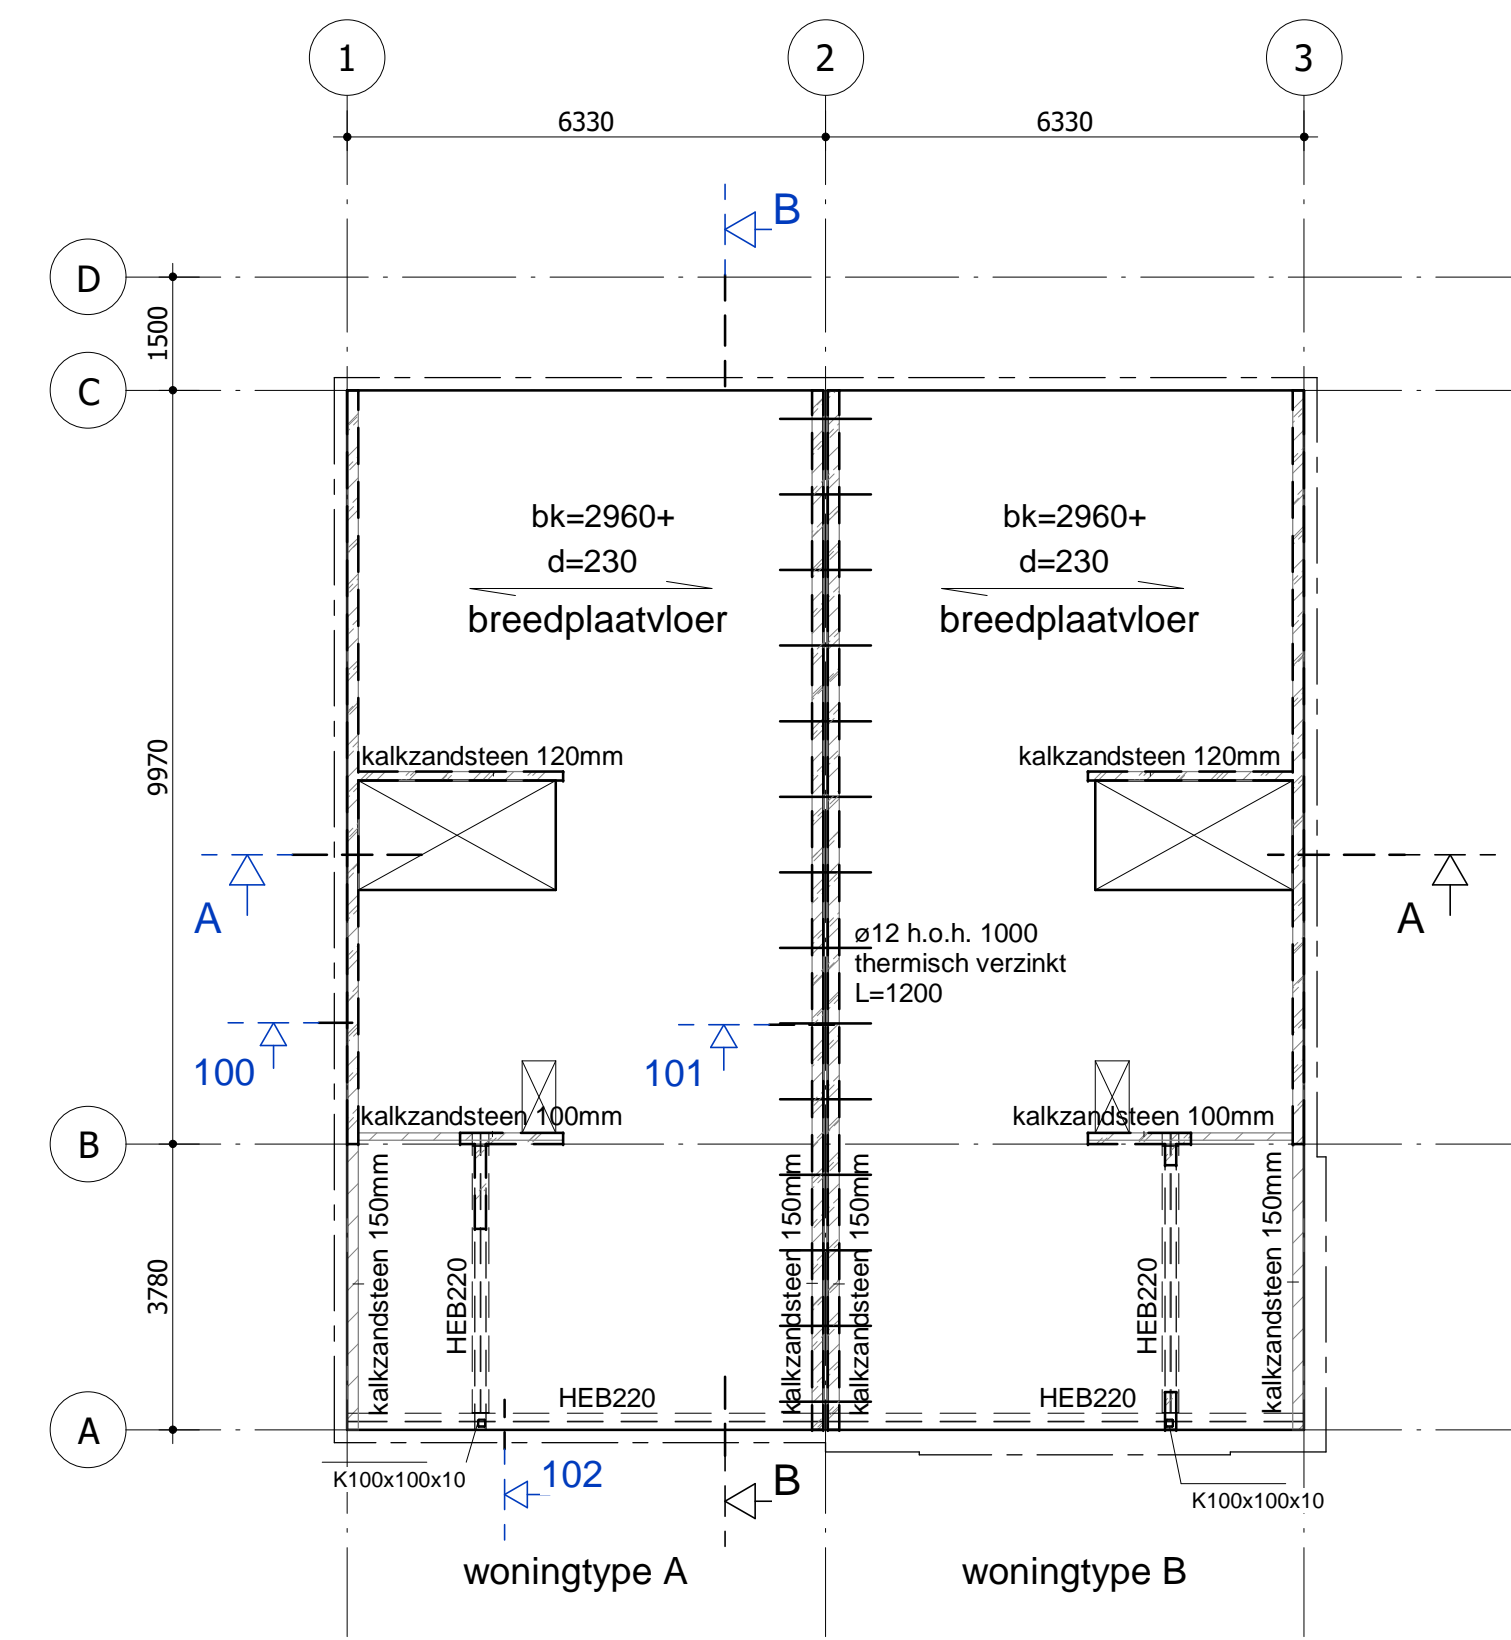 1
2
3
6330
6330
B
D
1500
C
bk=2960+
d=230
breedplaatvloer
bk=2960+
d=230
breedplaatvloer
9970
kalkzandsteen 120mm
kalkzandsteen 120mm
A
A
ø12 h.o.h. 1000
thermisch verzinkt
L=1200
100
101
kalkzandsteen 100mm
kalkzandsteen 100mm
B
3780
kalkzandsteen 150mm
HEB220
kalkzandsteen 150mm
kalkzandsteen 150mm
HEB220
kalkzandsteen 150mm
HEB220
HEB220
A
K100x100x10
102
B
K100x100x10
woningtype A
woningtype B